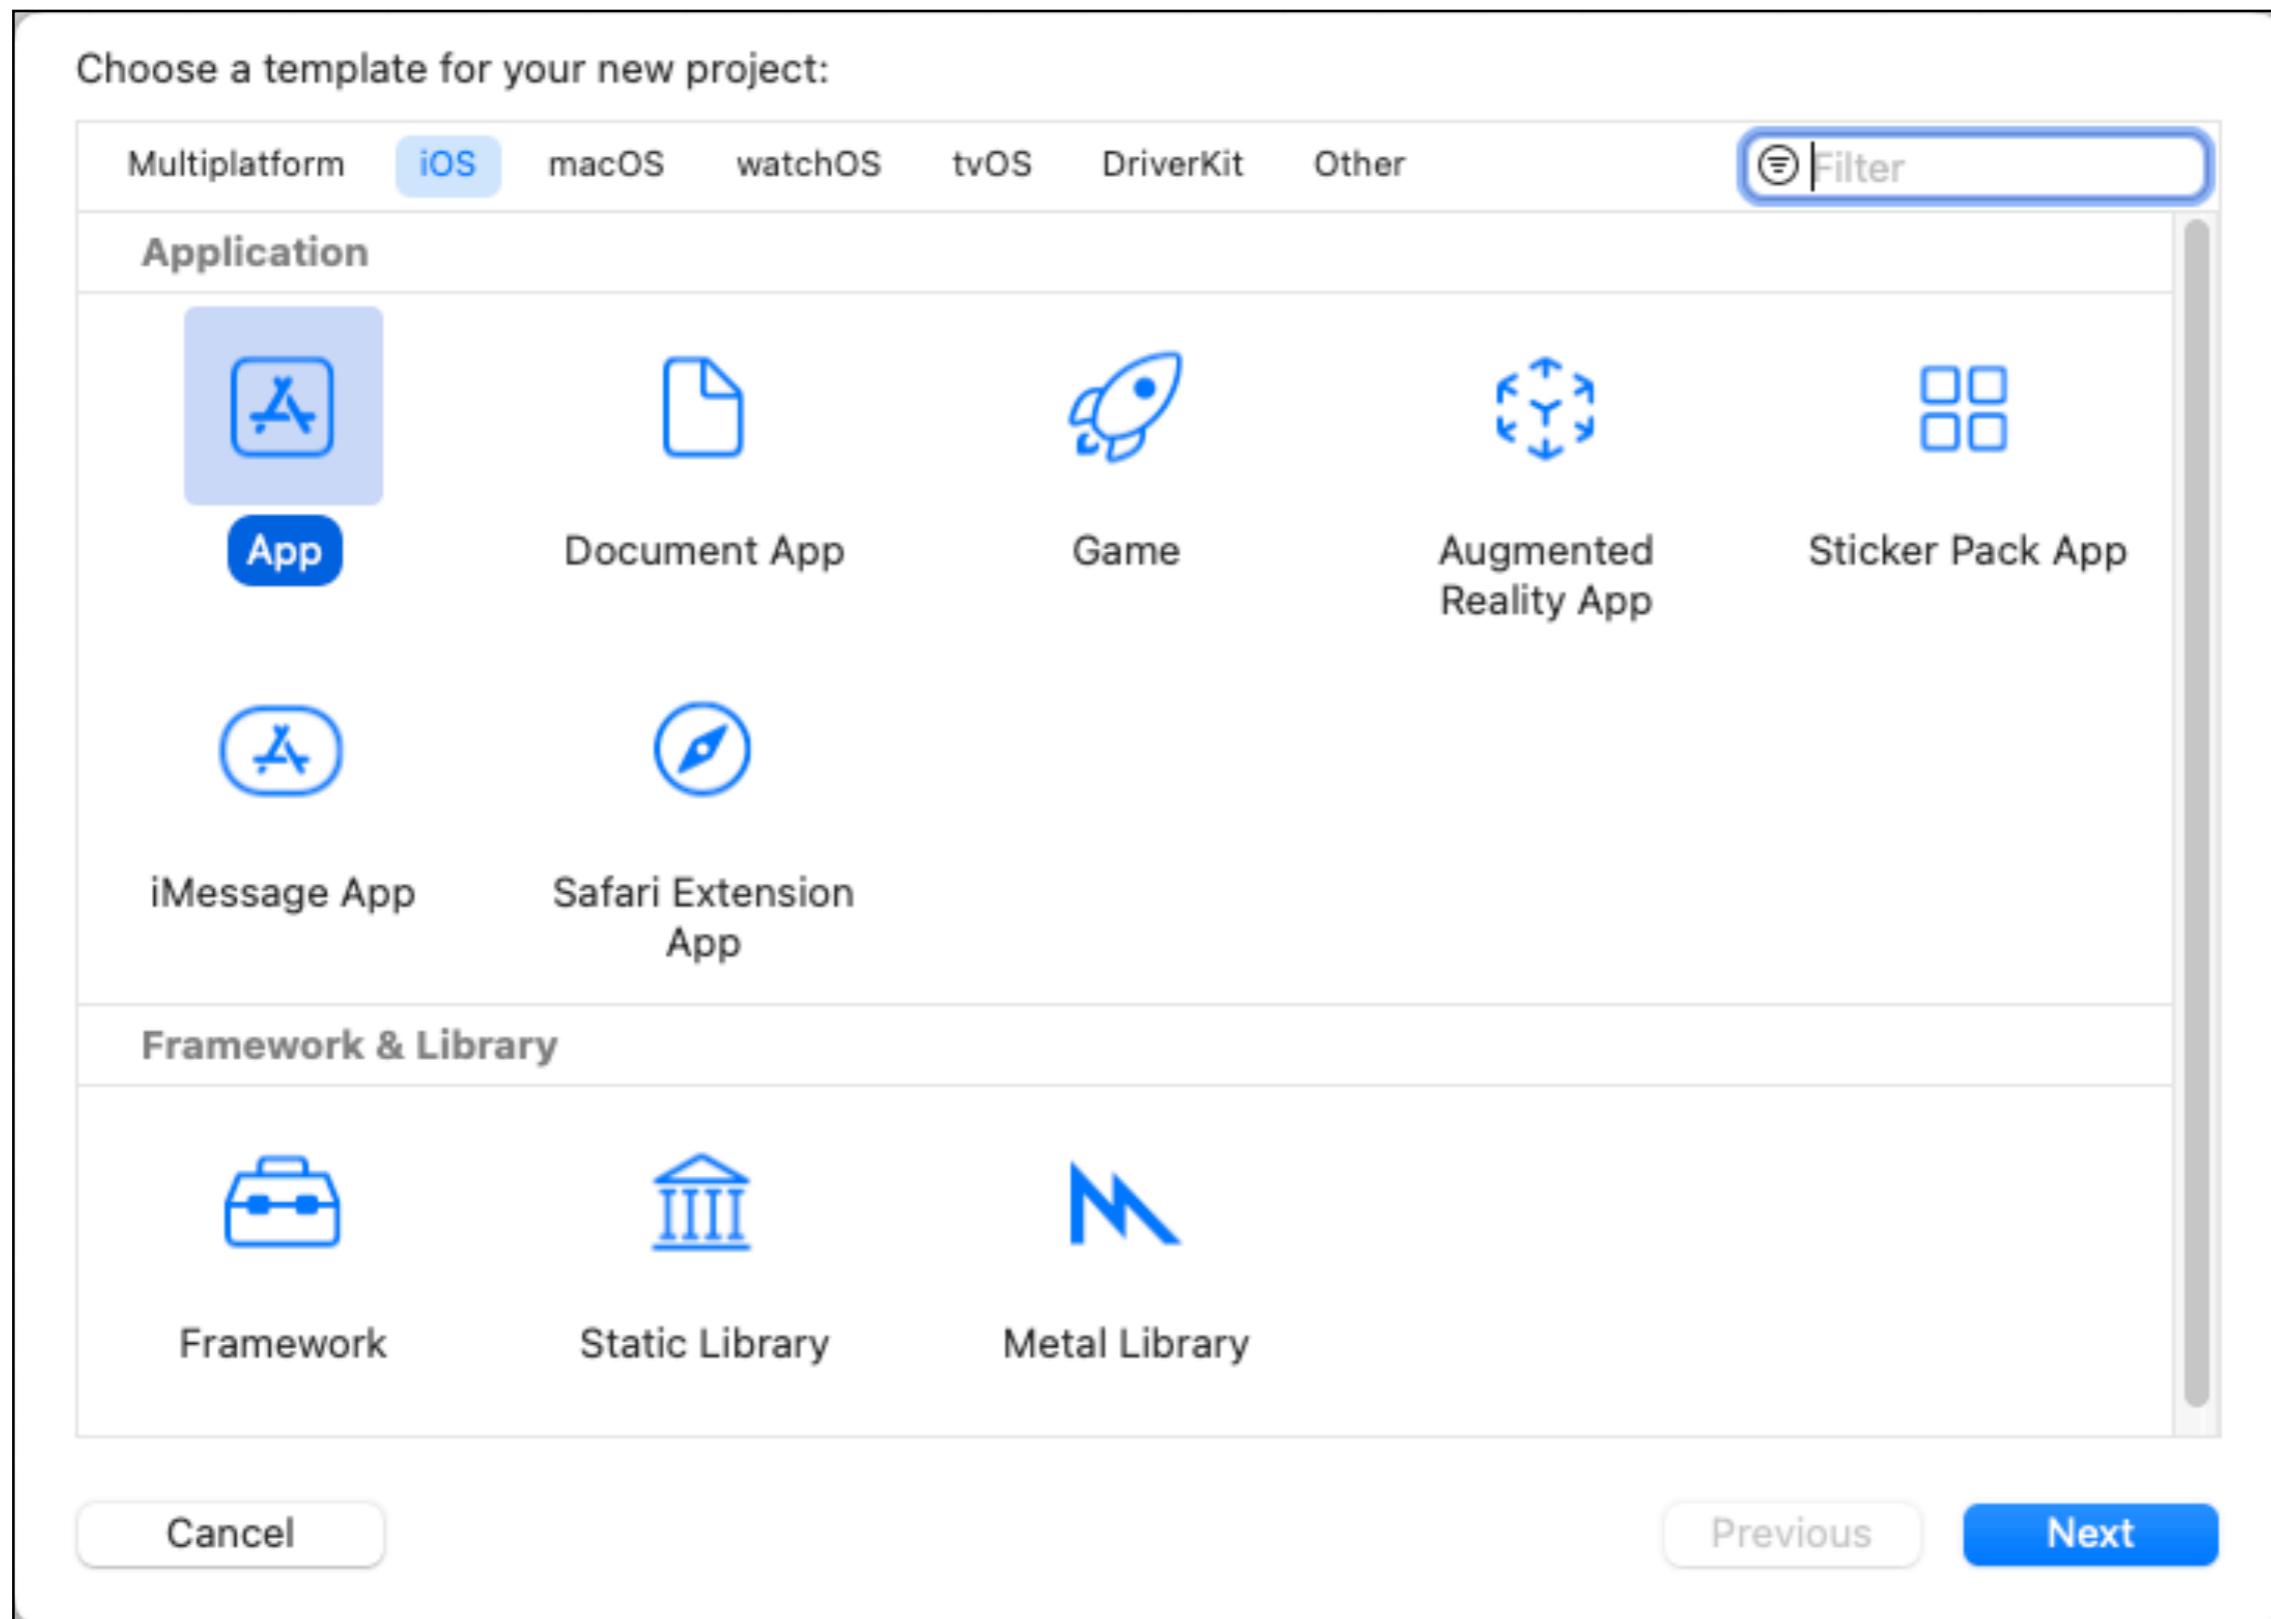 Choose a template for your new project:
Multiplatform iOS macOS watchOS tvOS DriverKit Other Filter
Application
App Document App Game Augmented Reality App Sticker Pack App
iMessage App Safari Extension App
Framework & Library
Framework Static Library Metal Library
Cancel Previous Next